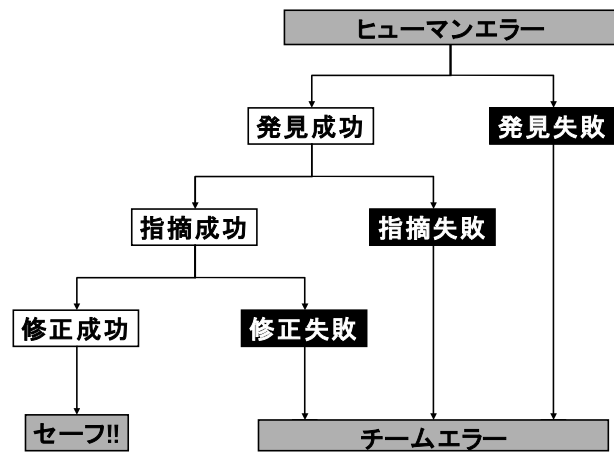 ヒューマンエラー
発見成功
発見失敗
指摘成功
指摘失敗
修正成功
修正失敗
セーフ!!
チームエラー